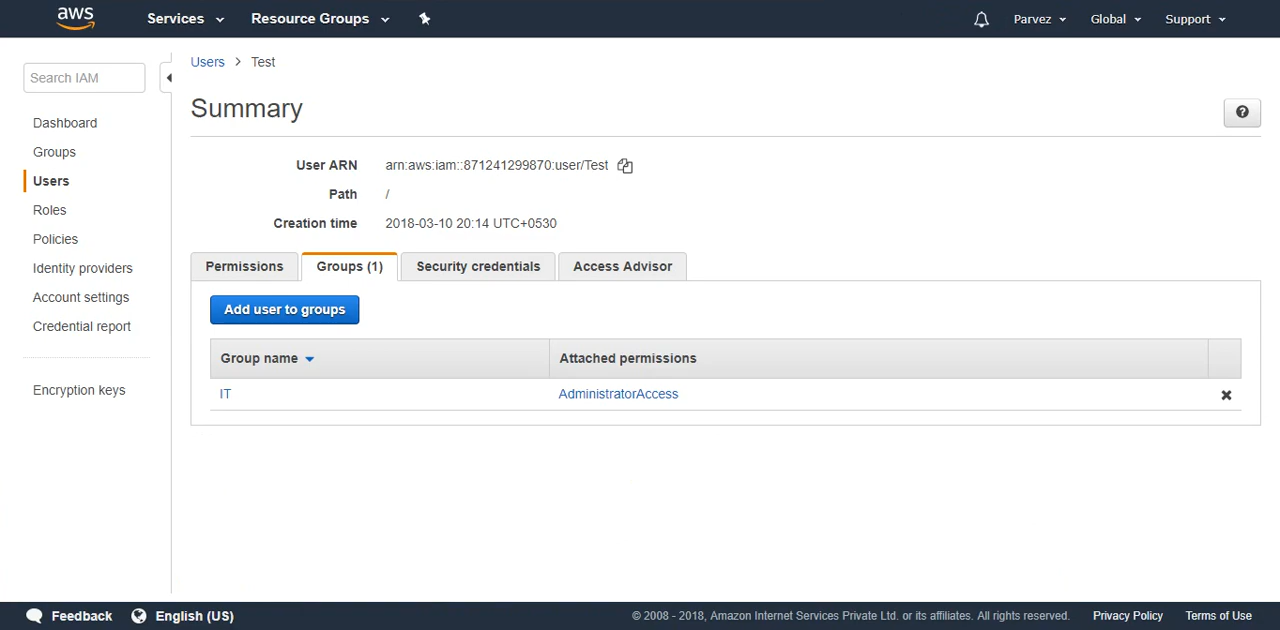 aws Services Resource Groups Parvez Global Support
Search IAM
Dashboard
Groups
Users
Roles
Policies
Identity providers
Account settings
Credential report
Encryption keys
Users > Test
Summary
User ARN arn:aws:iam::871241299870:user/Test
Path /
Creation time 2018-03-10 20:14 UTC+0530
Permissions Groups (1) Security credentials Access Advisor
Add user to groups
Group name Attached permissions
IT AdministratorAccess
Feedback English (US) © 2008 - 2018, Amazon Internet Services Private Ltd. or its affiliates. All rights reserved. Privacy Policy Terms of Use